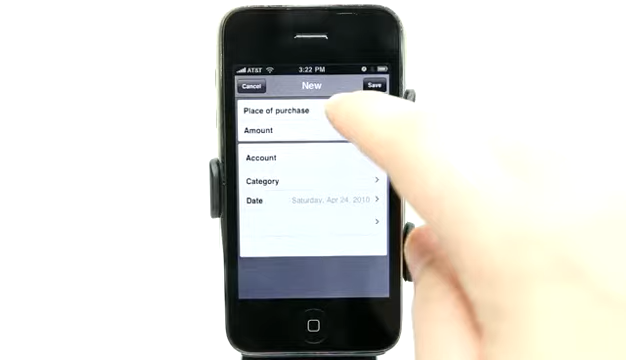 AT&T 3:22 PM
Cancel New Save
Place of purchase
Amount
Account
Category
Date Saturday, Apr 24, 2010